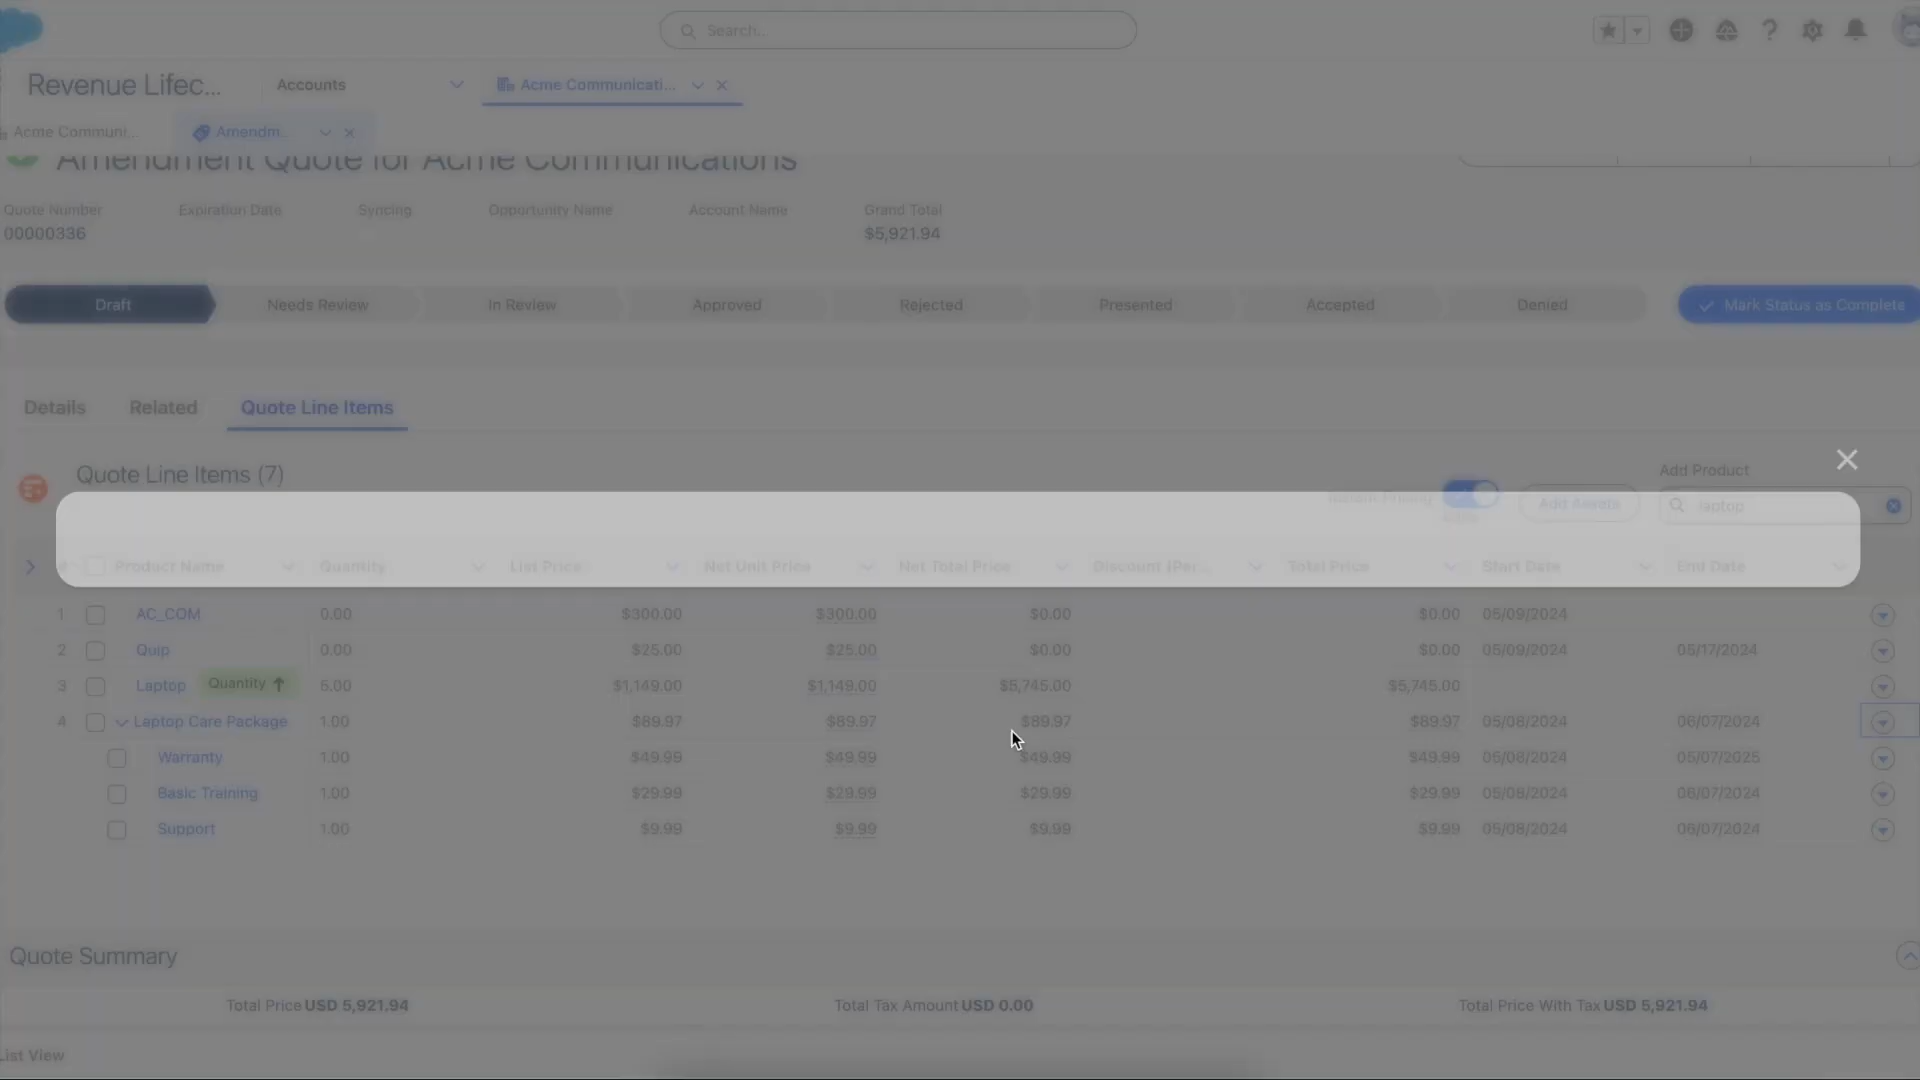 Search...
Revenue Lifec... Accounts Acme Communicati...
Acme Communi... Amendm...
Amendment Quote for Acme Communications
Quote Number Expiration Date Syncing Opportunity Name Account Name Grand Total
00000336 $5,921.94
Draft Needs Review In Review Approved Rejected Presented Accepted Denied Mark Status as Complete
Details Related Quote Line Items
Quote Line Items (7) Add Product
Instant Pricing Add Assets laptop
# Product Name Quantity List Price Net Unit Price Net Total Price Discount (Per... Total Price Start Date End Date
1 AC_COM 0.00 $300.00 $300.00 $0.00 $0.00 05/09/2024
2 Quip 0.00 $25.00 $25.00 $0.00 $0.00 05/09/2024 05/17/2024
3 Laptop Quantity ↑ 5.00 $1,149.00 $1,149.00 $5,745.00 $5,745.00
4 Laptop Care Package 1.00 $89.97 $89.97 $89.97 $89.97 05/08/2024 06/07/2024
Warranty 1.00 $49.99 $49.99 $49.99 $49.99 05/08/2024 05/07/2025
Basic Training 1.00 $29.99 $29.99 $29.99 $29.99 05/08/2024 06/07/2024
Support 1.00 $9.99 $9.99 $9.99 $9.99 05/08/2024 06/07/2024
Quote Summary
Total Price USD 5,921.94 Total Tax Amount USD 0.00 Total Price With Tax USD 5,921.94
List View